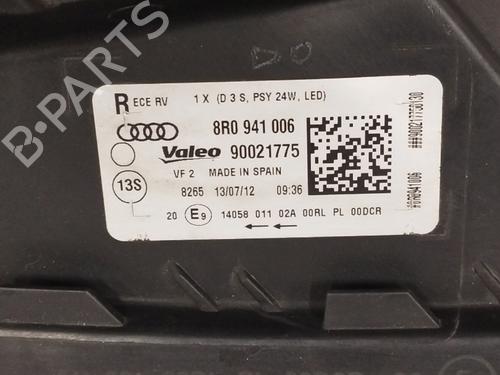 DO
R ECE RV 1 X (D 3 S, PSY 24W, LED)
8R0 941 006
Valeo 90021775
VF 2 MADE IN SPAIN
13S
8265 13/07/12 09:36
20 E9 14058 011 02A 00RL PL 00DCR